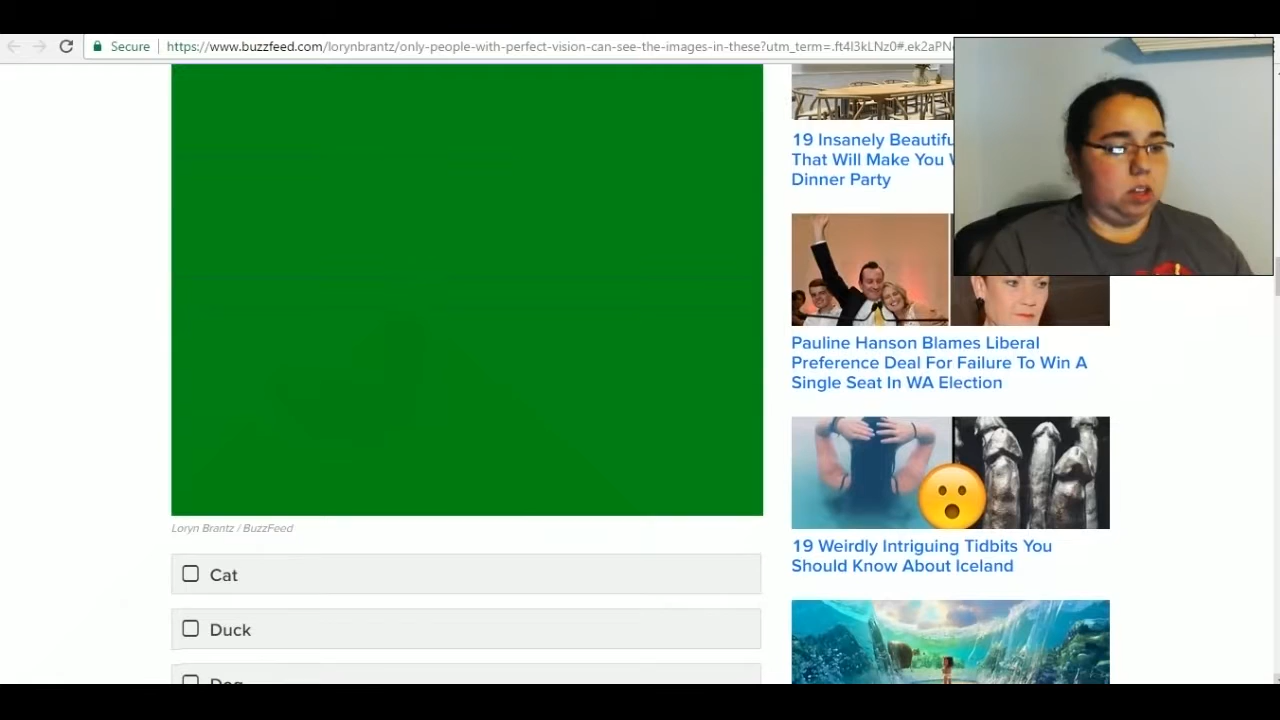 Secure
https://www.buzzfeed.com/lorynbrantz/only-people-with-perfect-vision-can-see-the-images-in-these?utm_term=.ft4l3kLNz0#.ek2aPN
19 Insanely Beautifu
That Will Make You
Dinner Party
Pauline Hanson Blames Liberal
Preference Deal For Failure To Win A
Single Seat In WA Election
19 Weirdly Intriguing Tidbits You
Should Know About Iceland
Loryn Brantz / BuzzFeed
Cat
Duck
Dog